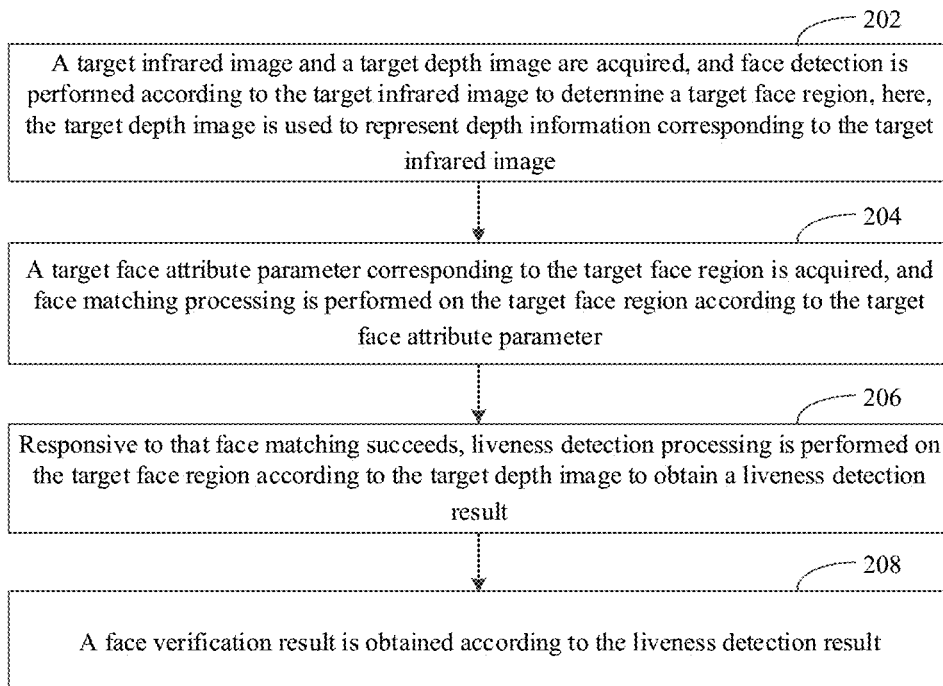 202
A target infrared image and a target depth image are acquired, and face detection is
performed according to the target infrared image to determine a target face region, here,
the target depth image is used to represent depth information corresponding to the target
infrared image
204
A target face attribute parameter corresponding to the target face region is acquired, and
face matching processing is performed on the target face region according to the target
face attribute parameter
206
Responsive to that face matching succeeds, liveness detection processing is performed on
the target face region according to the target depth image to obtain a liveness detection
result
208
A face verification result is obtained according to the liveness detection result